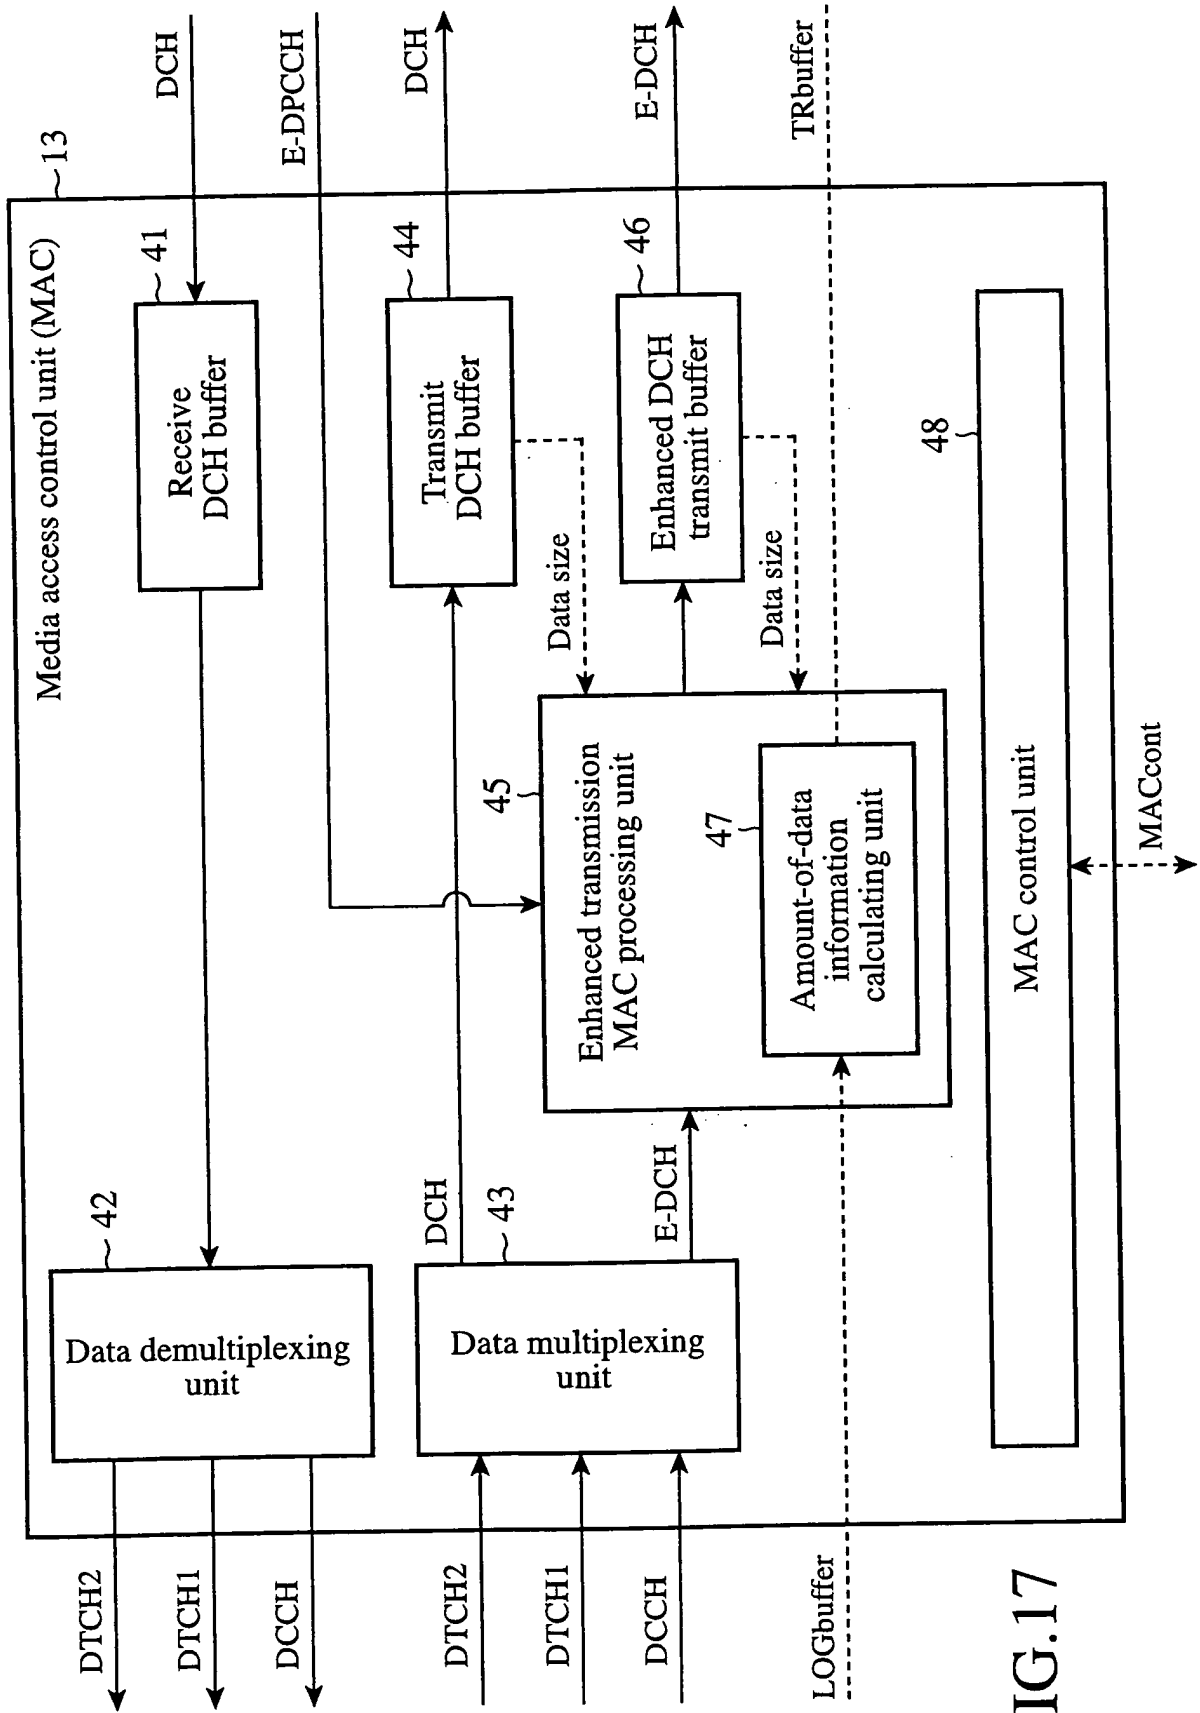 Media access control unit (MAC)
13
DTCH2
DTCH1
DCCH
Data demultiplexing
unit
42
Receive
DCH buffer
41
DCH
E-DPCCH
DTCH2
DTCH1
DCCH
Data multiplexing
unit
43
DCH
E-DCH
Transmit
DCH buffer
44
DCH
Data size
Enhanced transmission
MAC processing unit
45
Amount-of-data
information
calculating unit
47
Enhanced DCH
transmit buffer
46
E-DCH
Data size
LOGbuffer
TRbuffer
MAC control unit
48
MACcont
IG.17